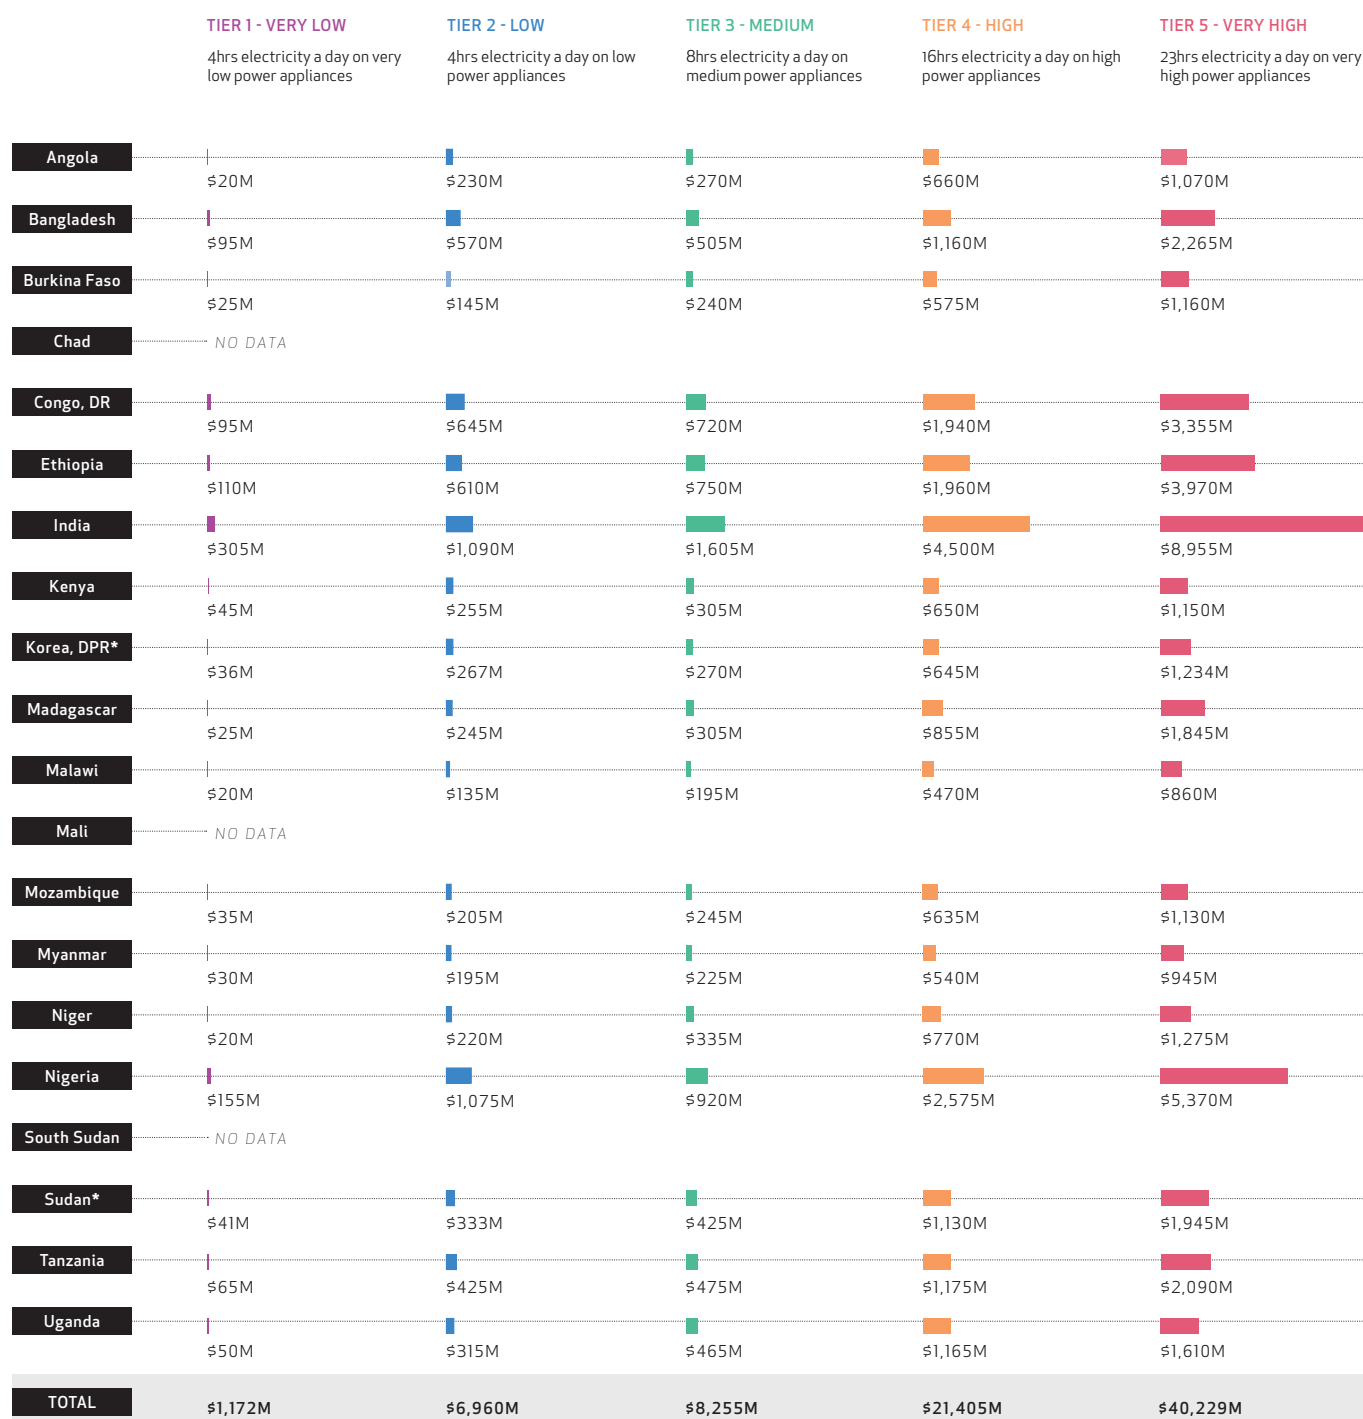 TIER 1 - VERY LOW
4hrs electricity a day on very
low power appliances
TIER 2 - LOW
4hrs electricity a day on low
power appliances
TIER 3 - MEDIUM
8hrs electricity a day on
medium power appliances
TIER 4 - HIGH
16hrs electricity a day on high
power appliances
TIER 5 - VERY HIGH
23hrs electricity a day on very
high power appliances
Angola
$20M $230M $270M $660M $1,070M
Bangladesh
$95M $570M $505M $1,160M $2,265M
Burkina Faso
$25M $145M $240M $575M $1,160M
Chad NO DATA
Congo, DR
$95M $645M $720M $1,940M $3,355M
Ethiopia
$110M $610M $750M $1,960M $3,970M
India
$305M $1,090M $1,605M $4,500M $8,955M
Kenya
$45M $255M $305M $650M $1,150M
Korea, DPR*
$36M $267M $270M $645M $1,234M
Madagascar
$25M $245M $305M $855M $1,845M
Malawi
$20M $135M $195M $470M $860M
Mali NO DATA
Mozambique
$35M $205M $245M $635M $1,130M
Myanmar
$30M $195M $225M $540M $945M
Niger
$20M $220M $335M $770M $1,275M
Nigeria
$155M $1,075M $920M $2,575M $5,370M
South Sudan NO DATA
Sudan*
$41M $333M $425M $1,130M $1,945M
Tanzania
$65M $425M $475M $1,175M $2,090M
Uganda
$50M $315M $465M $1,165M $1,610M
TOTAL $1,172M $6,960M $8,255M $21,405M $40,229M